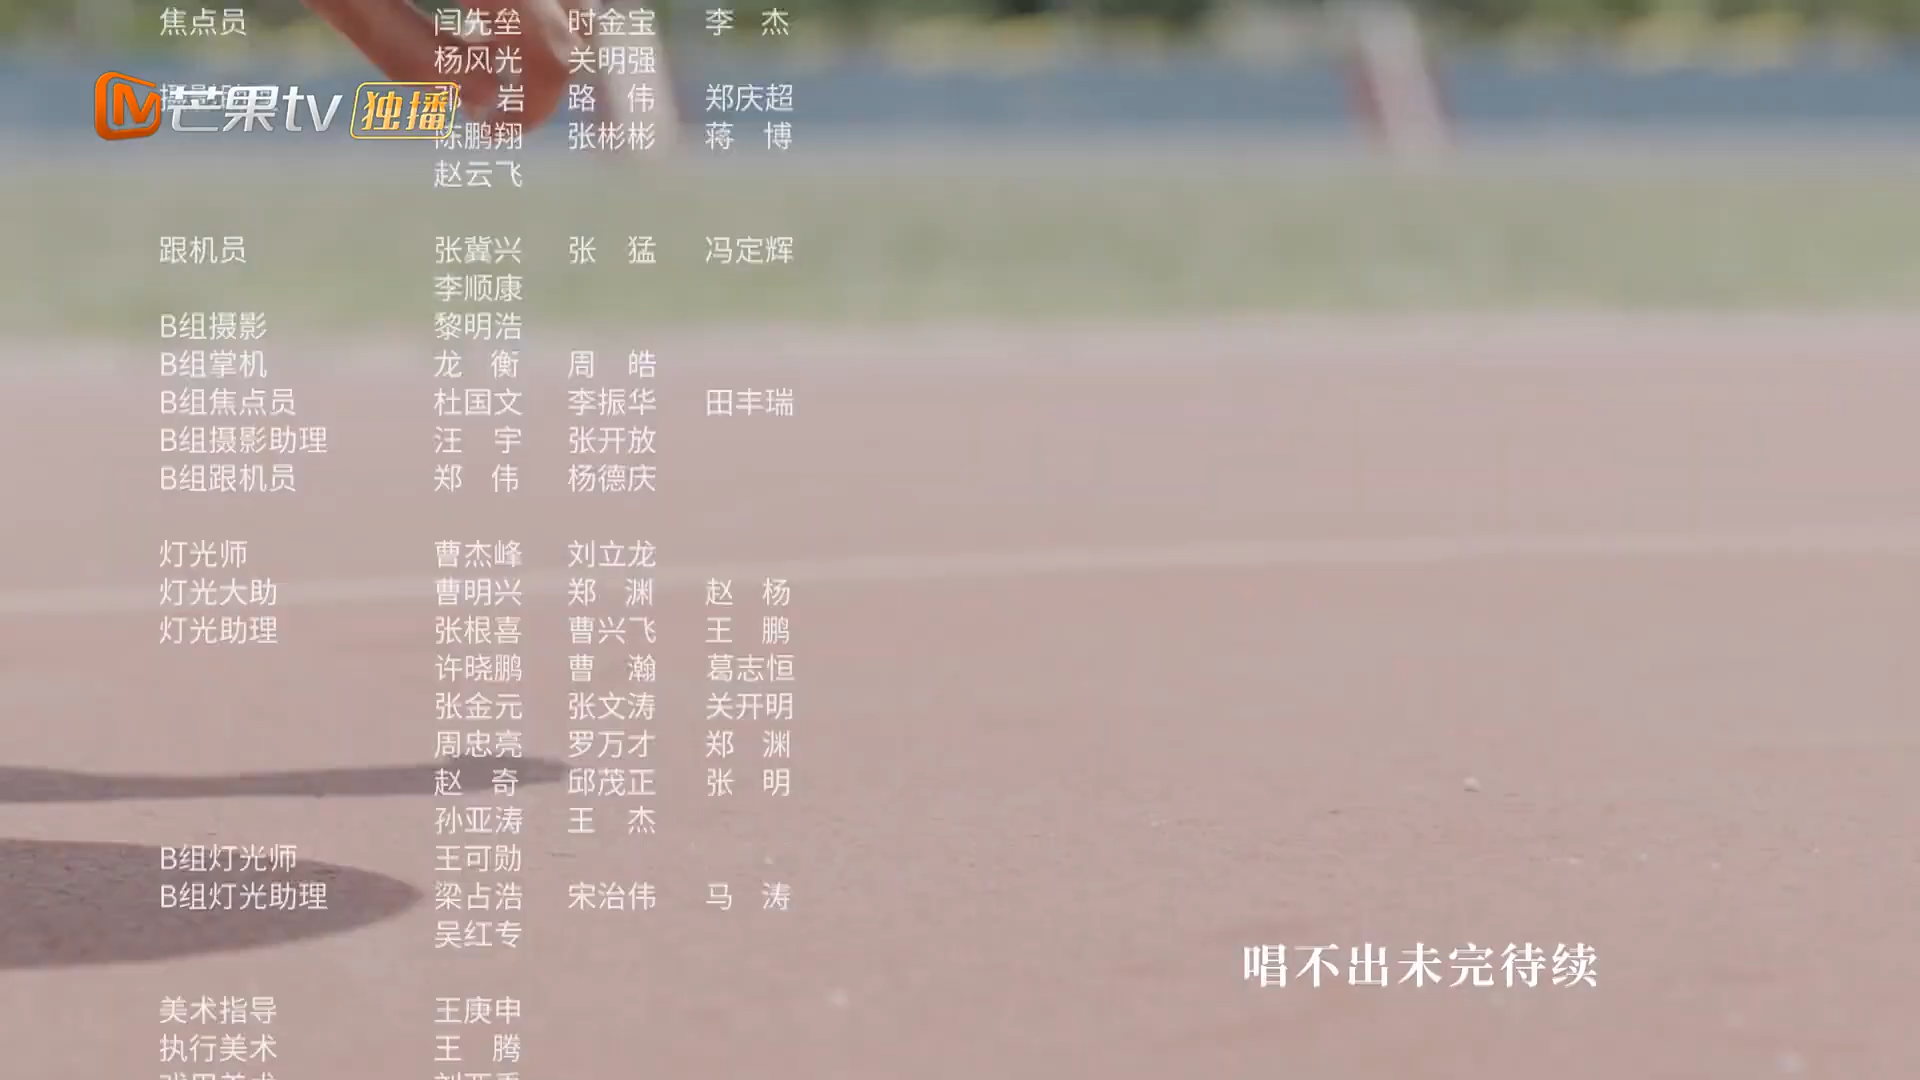 焦点员 闫先垒 时金宝 李 杰
杨风光 关明强
芒果tv 独播
岩 路 伟 郑庆超
陈鹏翔 张彬彬 蒋 博
赵云飞
跟机员 张冀兴 张 猛 冯定辉
李顺康
B组摄影 黎明浩
B组掌机 龙 衡 周 皓
B组焦点员 杜国文 李振华 田丰瑞
B组摄影助理 汪 宇 张开放
B组跟机员 郑 伟 杨德庆
灯光师 曹杰峰 刘立龙
灯光大助 曹明兴 郑 渊 赵 杨
灯光助理 张根喜 曹兴飞 王 鹏
许晓鹏 曹 瀚 葛志恒
张金元 张文涛 关开明
周忠亮 罗万才 郑 渊
赵 奇 邱茂正 张 明
孙亚涛 王 杰
B组灯光师 王可勋
B组灯光助理 梁占浩 宋治伟 马 涛
吴红专
唱不出未完待续
美术指导 王庚申
执行美术 王 腾